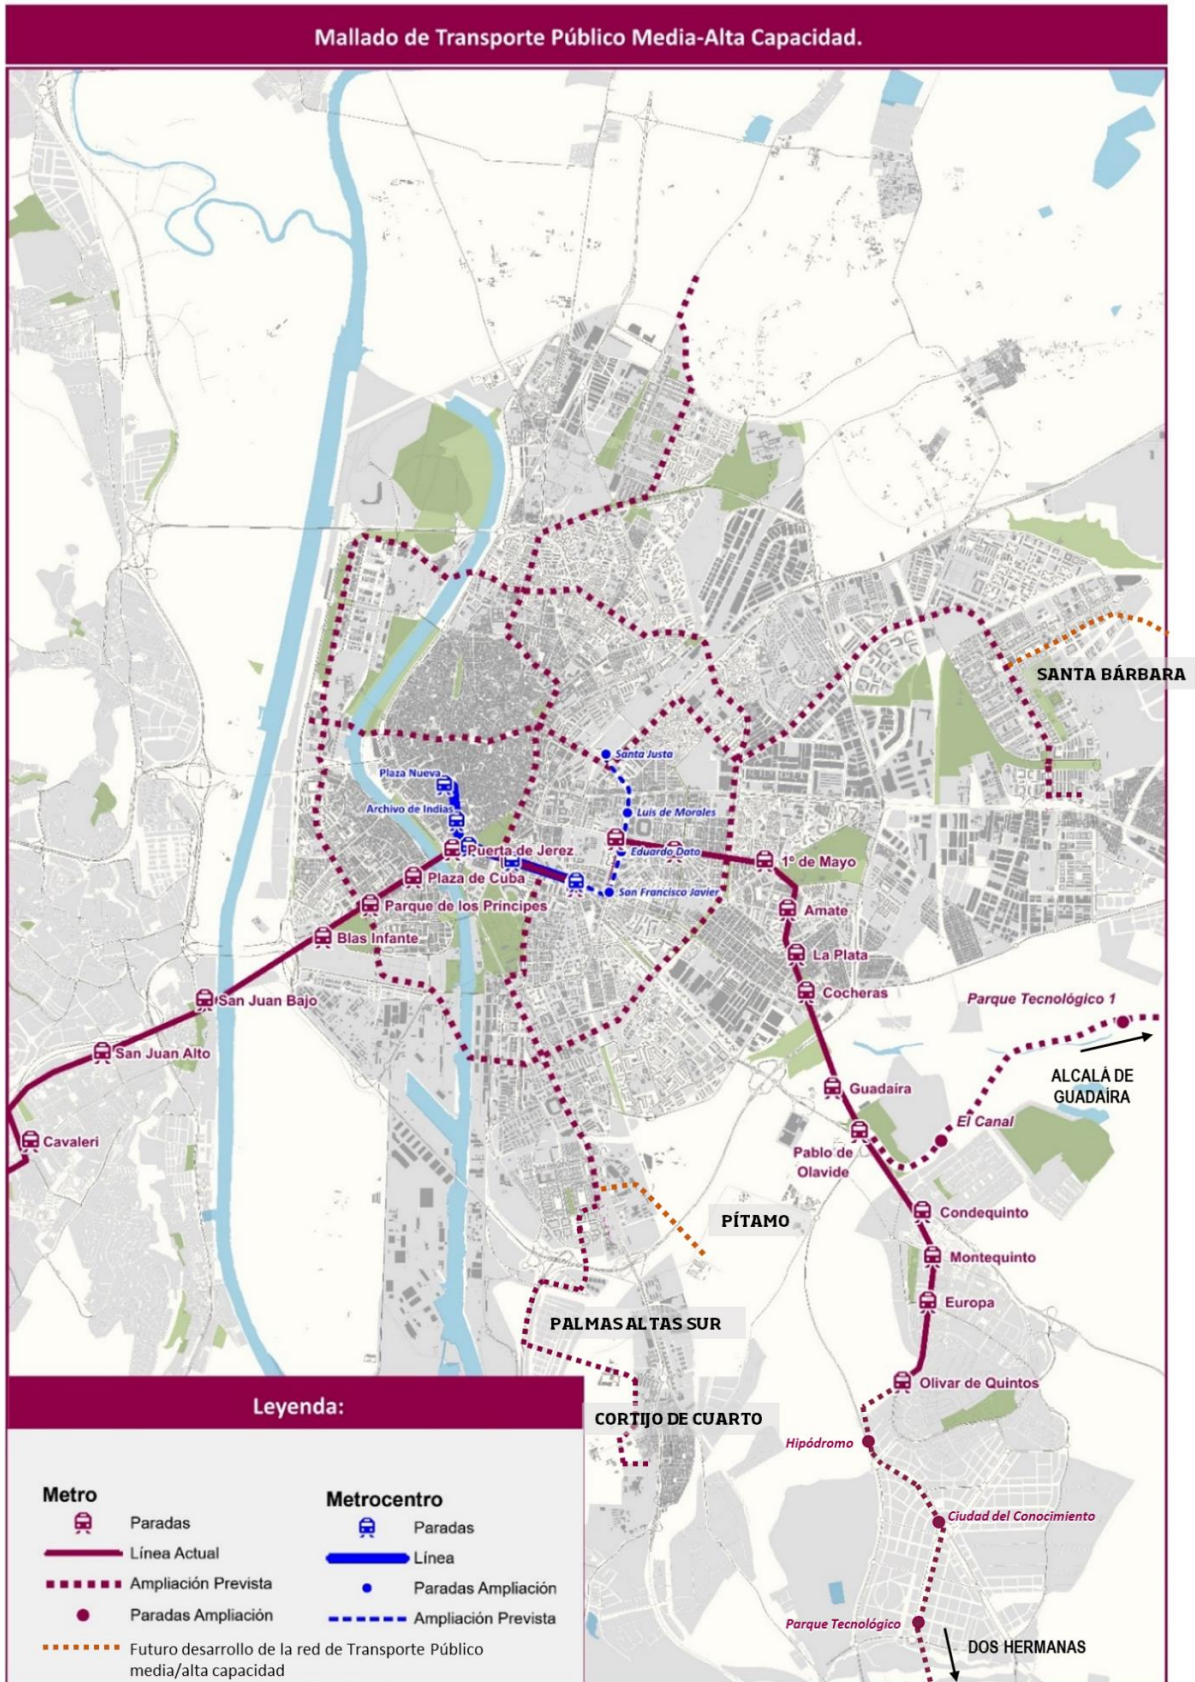 Mallado de Transporte Público Media-Alta Capacidad.
SANTA BÁRBARA
Santa Justa
Plaza Nueva
Archivo de Indias
Luis de Morales
Puerta de Jerez
Eduardo Dato
1º de Mayo
Plaza de Cuba
San Francisco Javier
Parque de los Principes
Amate
Blas Infante
La Plata
Cocheras
San Juan Bajo
Parque Tecnológico 1
San Juan Alto
ALCALÁ DE
GUADAÍRA
Guadaíra
El Canal
Cavaleri
Pablo de
Olavide
Condequinto
PÍTAMO
Montequinto
Europa
PALMAS ALTAS SUR
Olivar de Quintos
CORTIJO DE CUARTO
Hipódromo
Ciudad del Conocimiento
Parque Tecnológico
DOS HERMANAS
Leyenda:
Metro
Paradas
Línea Actual
Ampliación Prevista
Paradas Ampliación
Metrocentro
Paradas
Línea
Paradas Ampliación
Ampliación Prevista
Futuro desarrollo de la red de Transporte Público
media/alta capacidad